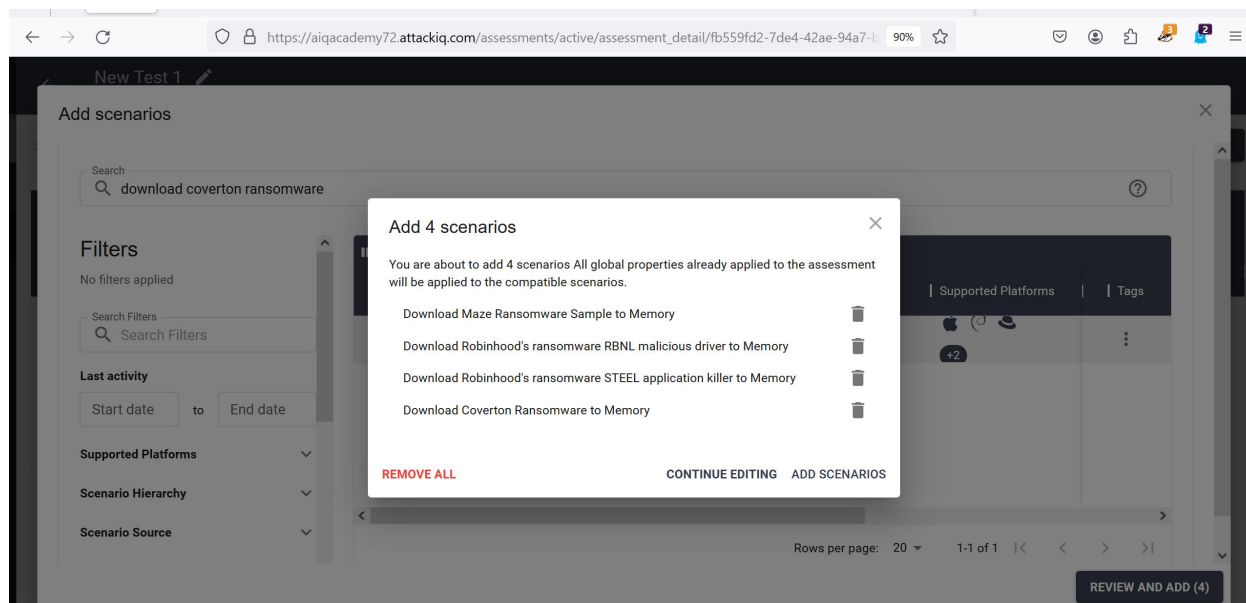 https://aiqacademy72.attackiq.com/assessments/active/assessment_detail/fb559fd2-7de4-42ae-94a7-b
90%
3
2
New Test 1
Add scenarios
Search
download coverton ransomware
Filters
No filters applied
Search Filters
Search Filters
Last activity
Start date to End date
Supported Platforms
Scenario Hierarchy
Scenario Source
Add 4 scenarios
You are about to add 4 scenarios All global properties already applied to the assessment
will be applied to the compatible scenarios.
Download Maze Ransomware Sample to Memory
Download Robinhood's ransomware RBNL malicious driver to Memory
Download Robinhood's ransomware STEEL application killer to Memory
Download Coverton Ransomware to Memory
REMOVE ALL CONTINUE EDITING ADD SCENARIOS
Supported Platforms Tags
+2
Rows per page: 20 1-1 of 1
REVIEW AND ADD (4)